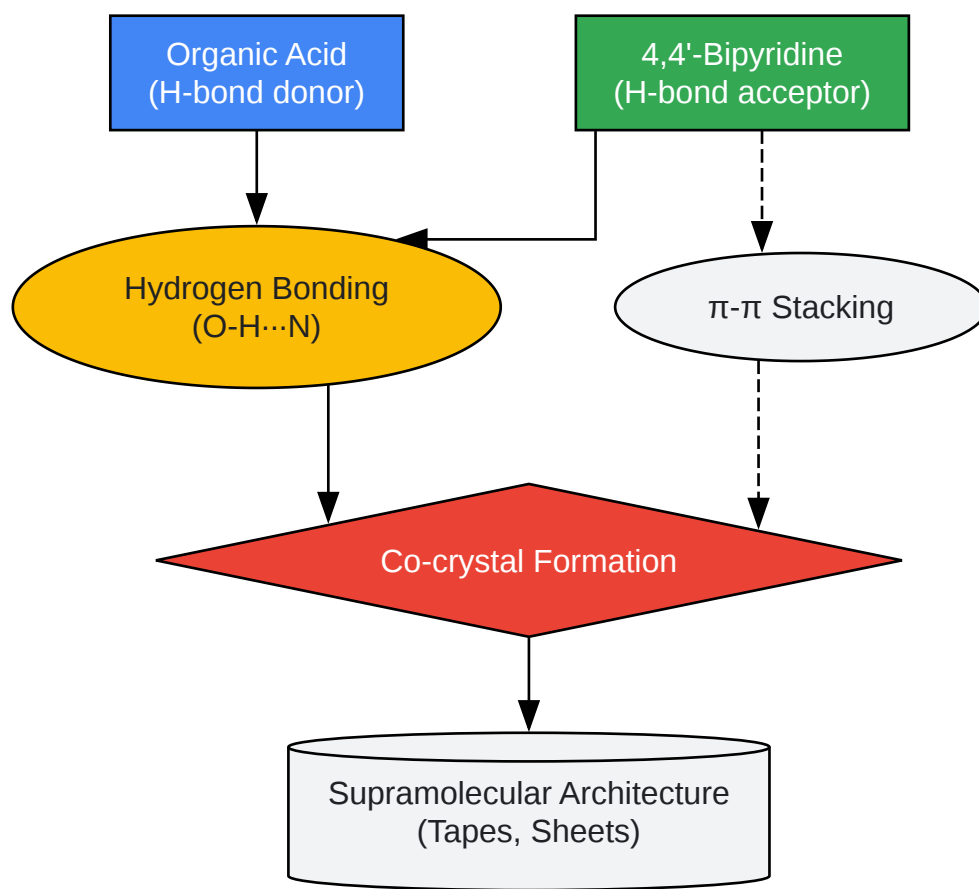 Organic Acid
(H-bond donor)
4,4'-Bipyridine
(H-bond acceptor)
Hydrogen Bonding
(O-H···N)
π-π Stacking
Co-crystal Formation
Supramolecular Architecture
(Tapes, Sheets)